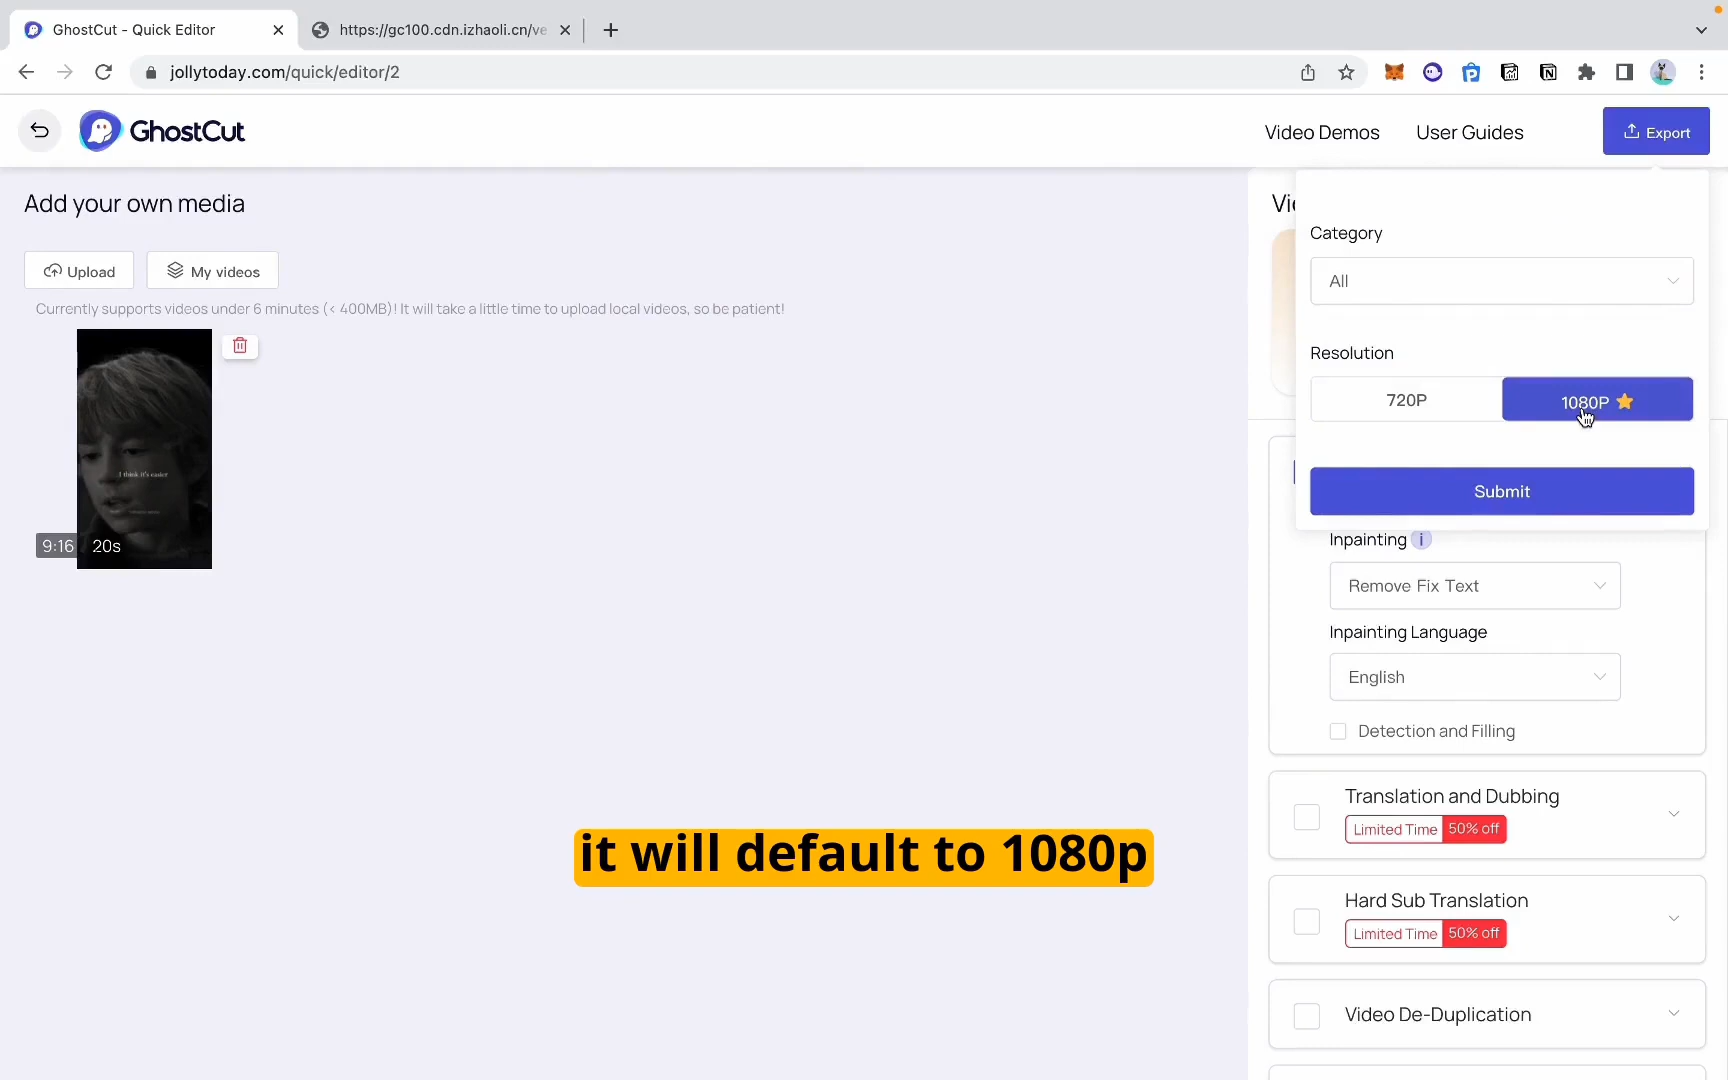 GhostCut - Quick Editor
https://gc100.cdn.izhaoli.cn/ve
jollytoday.com/quick/editor/2
GhostCut
Video Demos
User Guides
Export
Add your own media
Upload
My videos
Currently supports videos under 6 minutes (< 400MB)! It will take a little time to upload local videos, so be patient!
I think it's easier
9:16
20s
Category
All
Resolution
720P
1080P
Submit
Inpainting i
Remove Fix Text
Inpainting Language
English
Detection and Filling
Translation and Dubbing
Limited Time 50% off
Hard Sub Translation
Limited Time 50% off
Video De-Duplication
it will default to 1080p